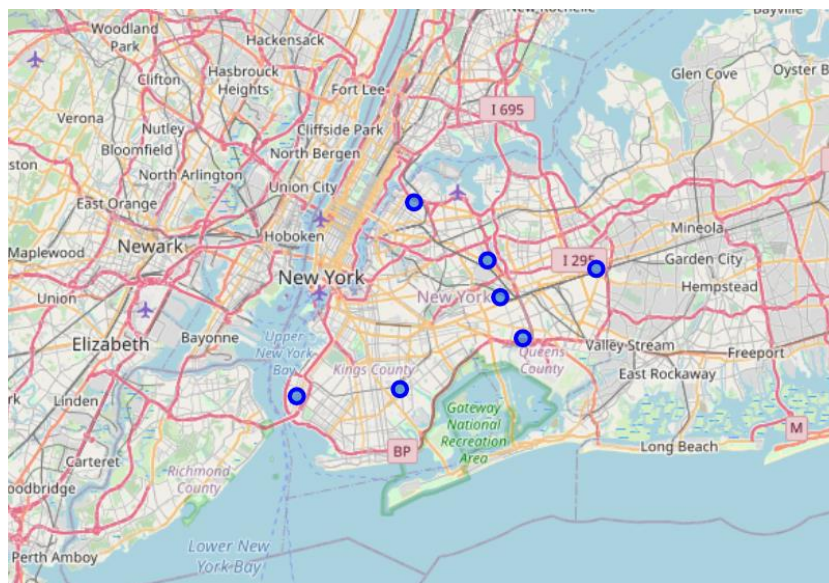 New Rochelle
Bayville
Woodland
Park
Hackensack
Oyster B
Glen Cove
Clifton
Hasbrouck
Heights
Fort Lee
I 695
Verona
Nutley
Cliffside Park
Bloomfield
North Bergen
North Arlington
Union City
East Orange
Mineola
Maplewood
Newark
Hoboken
I 295
Garden City
Union
New York
New York
Hempstead
Elizabeth
Bayonne
Upper
New York
Bay
Queens
County
Valley Stream
Freeport
Kings County
East Rockaway
Linden
Gateway
National
Recreation
Area
M
BP
Long Beach
Carteret
Richmond
County
oodbridge
Lower New
York Bay
Perth Amboy